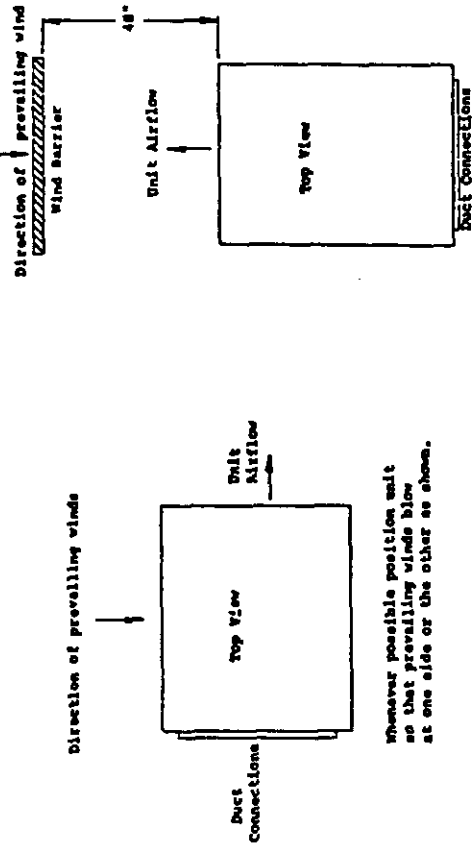 Direction of prevailing winds
Unit
Airflow
Top View
Duct
Connections
Whenever possible position unit
so that prevailing winds blow
at one side or the other as shown.
Direction of prevailing wind
Wind Barrier
48"
Unit Airflow
Top View
Duct Connections